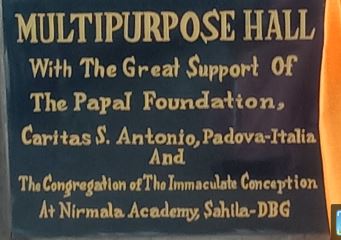 MULTIPURPOSE HALL
With The Great Support Of
The Papal Foundation,
Caritas S. Antonio, Padova-Italia
And
The Congregation of The Immaculate Conception
At Nirmala Academy, Sahila-DBG